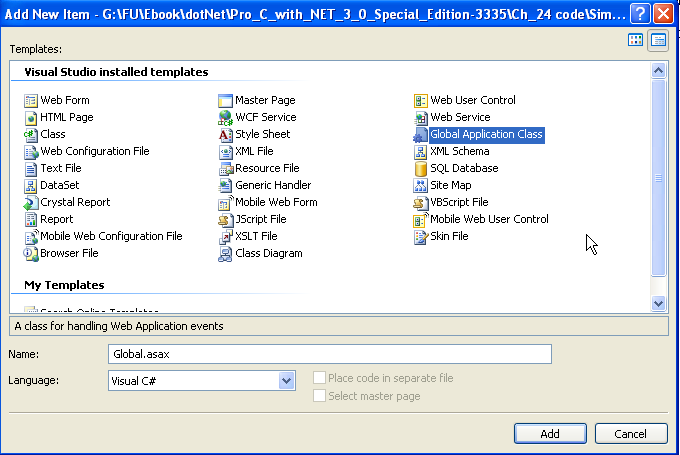 Add New Item - G:\FU\Ebook\dotNet\Pro_C_with_NET_3_0_Special_Edition-3335\Ch_24 code\Sim...
Templates:
Visual Studio installed templates
Web Form
Master Page
Web User Control
HTML Page
WCF Service
Web Service
Class
Style Sheet
Global Application Class
Web Configuration File
XML File
XML Schema
Text File
Resource File
SQL Database
DataSet
Generic Handler
Site Map
Crystal Report
Mobile Web Form
VBScript File
Report
JScript File
Mobile Web User Control
Mobile Web Configuration File
XSLT File
Skin File
Browser File
Class Diagram
My Templates
Search Online Templates
A class for handling Web Application events
Name:
Global.asax
Language:
Visual C#
Place code in separate file
Select master page
Add
Cancel